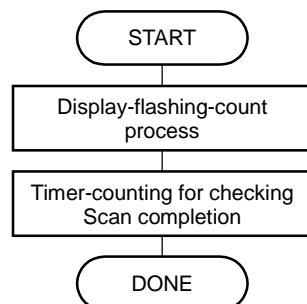 START
Display-flashing-count
process
Timer-counting for checking
Scan completion
DONE